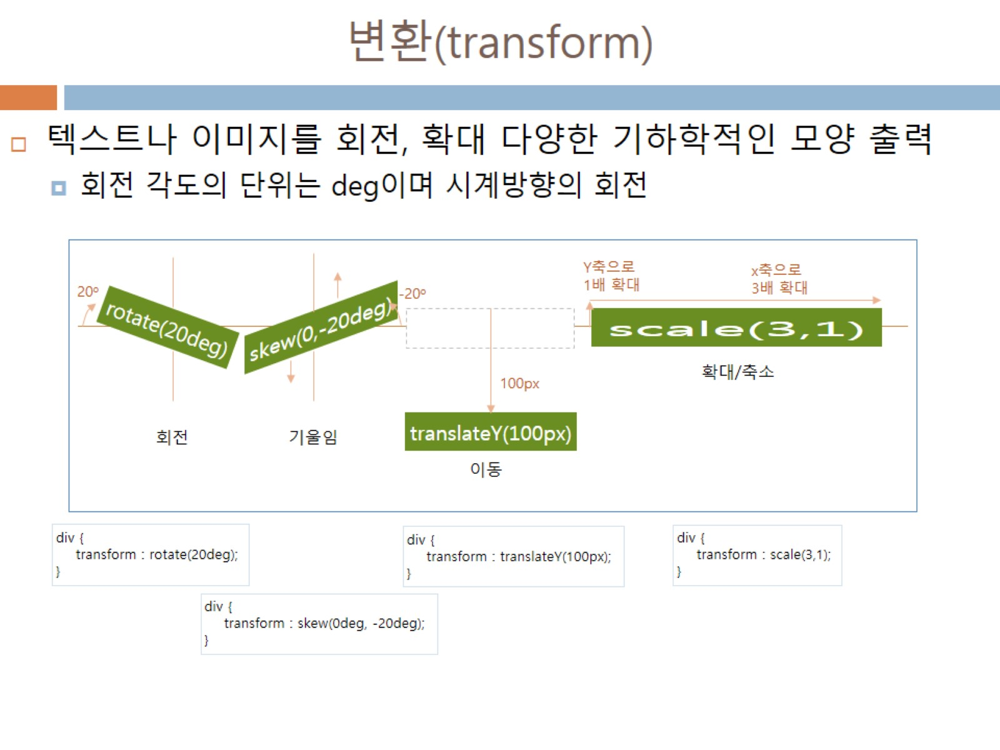 변환(transform)
텍스트나 이미지를 회전, 확대 다양한 기하학적인 모양 출력
회전 각도의 단위는 deg이며 시계방향의 회전
20º
rotate(20deg)
회전
skew(0,-20deg)
-20º
기울임
100px
translateY(100px)
이동
Y축으로
1배 확대
x축으로
3배 확대
scale(3,1)
확대/축소
div {
transform : rotate(20deg);
}
div {
transform : skew(0deg, -20deg);
}
div {
transform : translateY(100px);
}
div {
transform : scale(3,1);
}